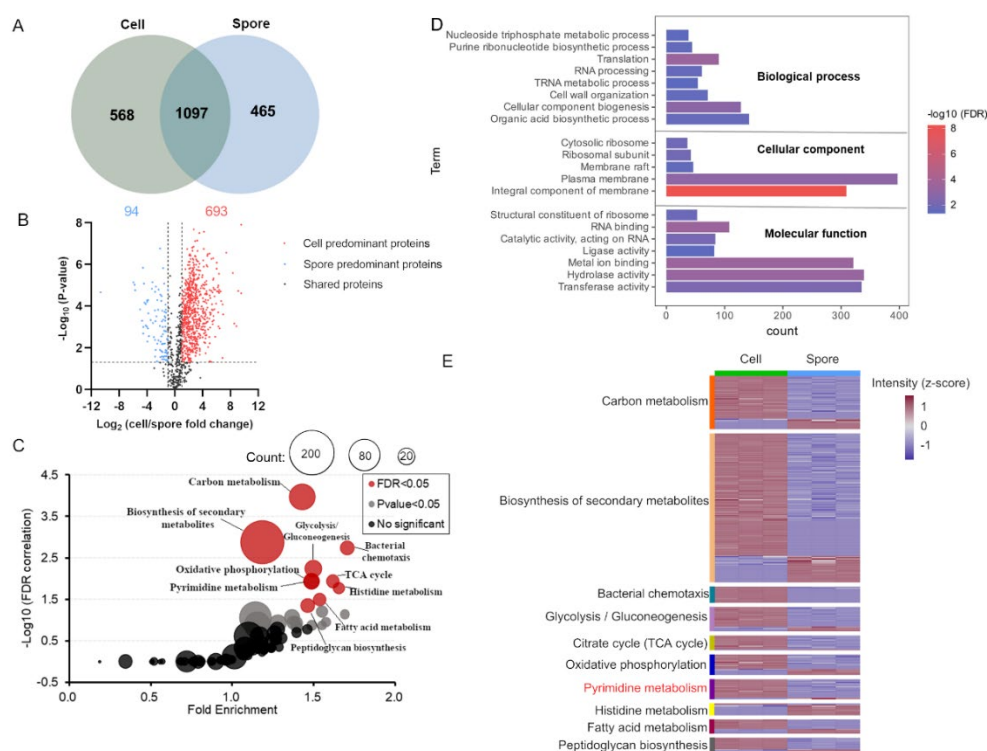 A
Cell
Spore
568
1097
465
B
94
693
-Log10 (P-value)
8
6
4
2
0
-12
-8
-4
0
4
8
12
Log2 (cell/spore fold change)
Cell predominant proteins
Spore predominant proteins
Shared proteins
C
Count:
200
80
20
-Log10 (FDR correlation)
4.5
3.5
2.5
1.5
0.5
-0.5
0.0
0.5
1.0
1.5
2.0
Fold Enrichment
FDR<0.05
Pvalue<0.05
No significant
Carbon metabolism
Biosynthesis of secondary
metabolites
Glycolysis/
Gluconeogenesis
Bacterial
chemotaxis
Oxidative phosphorylation
TCA cycle
Pyrimidine metabolism
Histidine metabolism
Fatty acid metabolism
Peptidoglycan biosynthesis
D
Term
Nucleoside triphosphate metabolic process
Purine ribonucleotide biosynthetic process
Translation
RNA processing
TRNA metabolic process
Cell wall organization
Cellular component biogenesis
Organic acid biosynthetic process
Biological process
Cytosolic ribosome
Ribosomal subunit
Membrane raft
Plasma membrane
Integral component of membrane
Cellular component
Structural constituent of ribosome
RNA binding
Catalytic activity, acting on RNA
Ligase activity
Metal ion binding
Hydrolase activity
Transferase activity
Molecular function
0
100
200
300
400
count
-log10 (FDR)
8
6
4
2
E
Cell
Spore
Carbon metabolism
Biosynthesis of secondary metabolites
Bacterial chemotaxis
Glycolysis / Gluconeogenesis
Citrate cycle (TCA cycle)
Oxidative phosphorylation
Pyrimidine metabolism
Histidine metabolism
Fatty acid metabolism
Peptidoglycan biosynthesis
Intensity (z-score)
1
0
-1